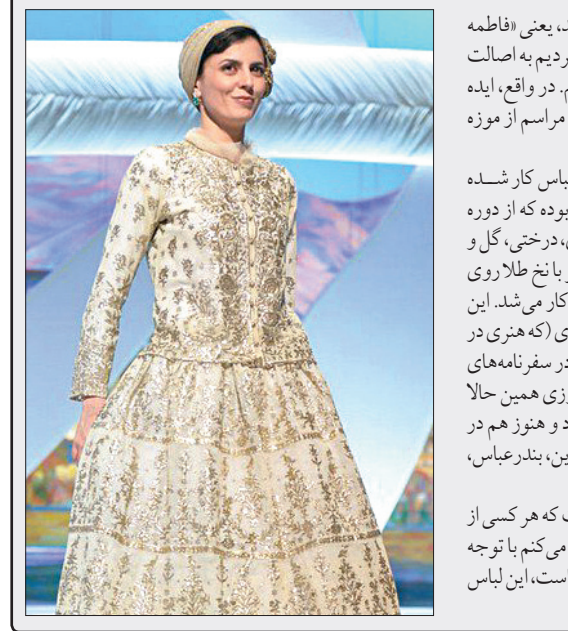 د، یعنی «فاطمه
ردیم به اصالت
م. در واقع، ایده
مراسم از موزه
باس کار شــده
بوده که از دوره
ی، درختی، گل و
ر با نخ طلا روی
کار می‌شد. این
ی (که هنری در
در سفرنامه‌های
وزی همین حالا
د و هنوز هم در
ین، بندرعباس،
ت که هر کسی از
می‌کنم با توجه
است، این لباس